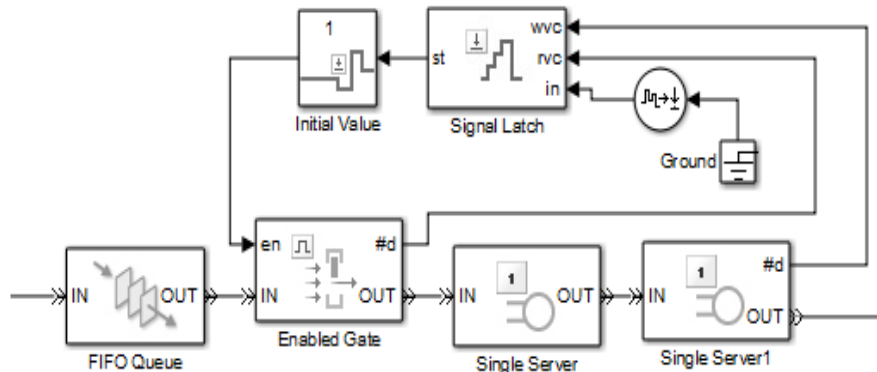 1
Initial Value
st
wvc
rvc
in
Signal Latch
Ground
IN
OUT
FIFO Queue
en
#d
IN
OUT
Enabled Gate
1
IN
OUT
Single Server
1
#d
IN
OUT
Single Server1